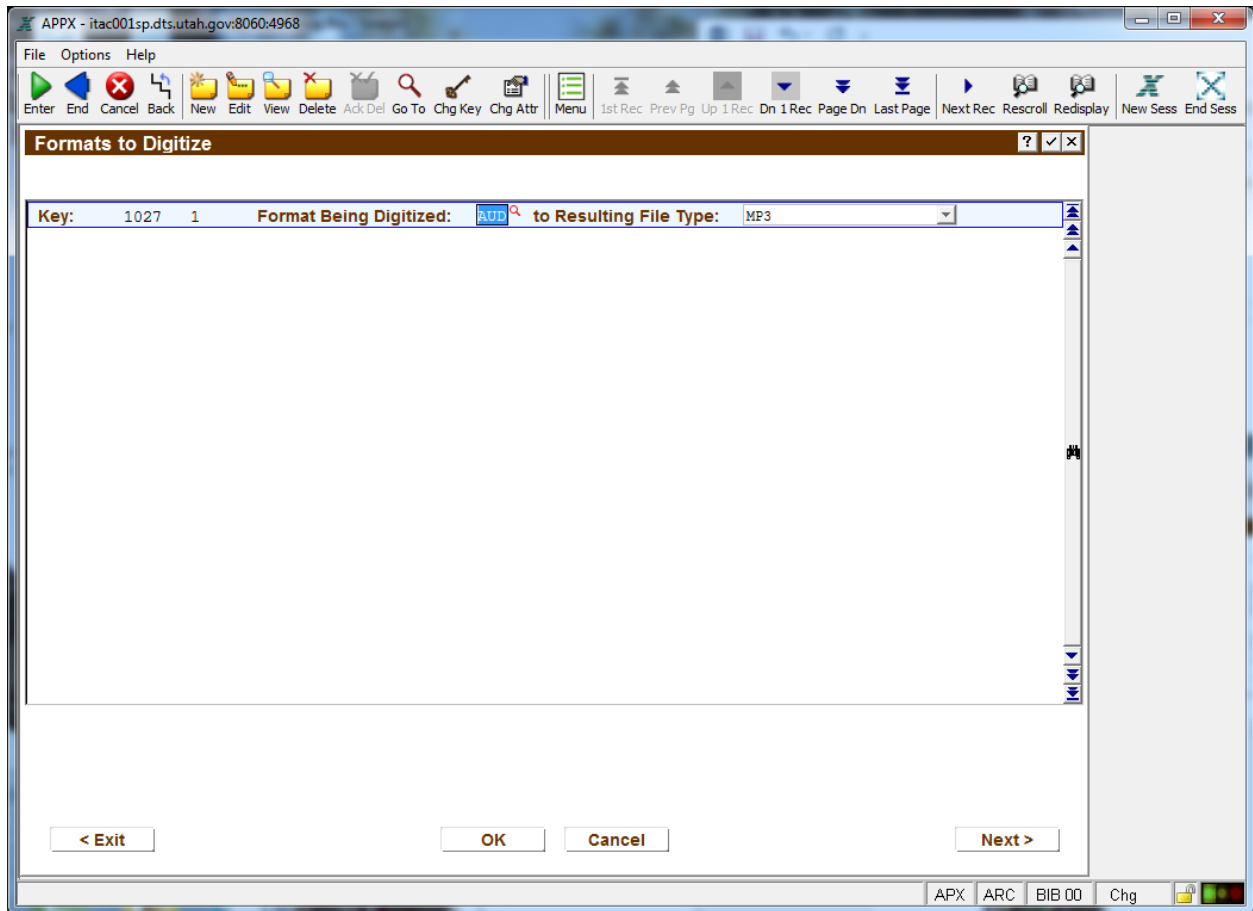 APPX - itac001sp.dts.utah.gov:8060:4968
File Options Help
Enter End Cancel Back New Edit View Delete Ack Del Go To Chg Key Chg Attr Menu 1st Rec Prev Pg Up 1 Rec Dn 1 Rec Page Dn Last Page Next Rec Rescroll Redisplay New Sess End Sess
Formats to Digitize
Key: 1027 1 Format Being Digitized: AUD to Resulting File Type: MP3
< Exit OK Cancel Next >
APX ARC BIB 00 Chg